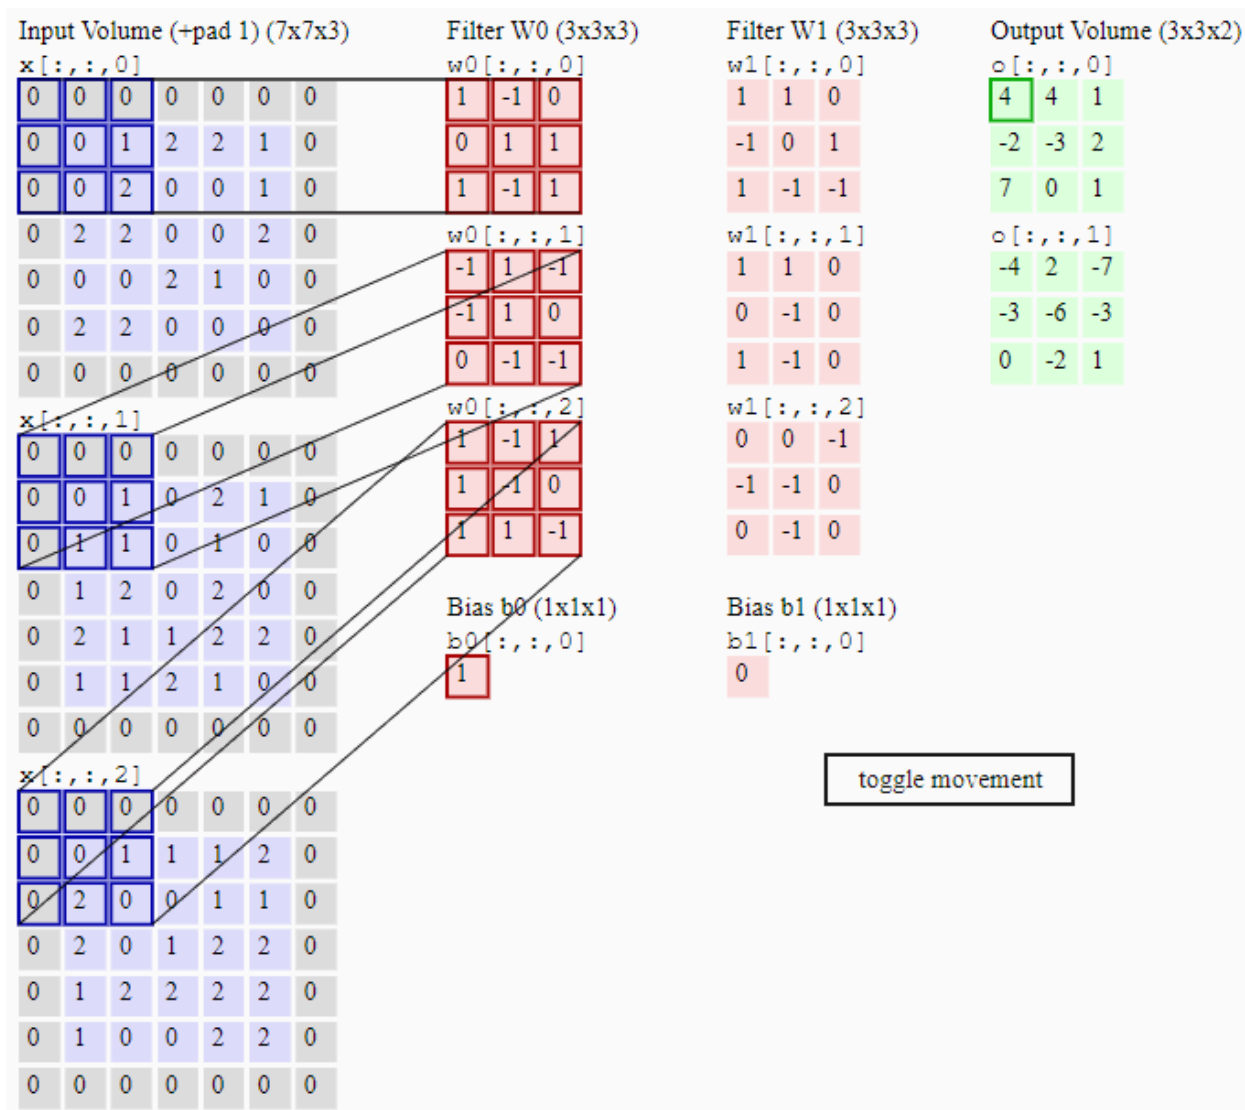 Input Volume (+pad 1) (7x7x3)
x[:,:,0]
0 0 0 0 0 0 0
0 0 1 2 2 1 0
0 0 2 0 0 1 0
0 2 2 0 0 2 0
0 0 0 2 1 0 0
0 2 2 0 0 0 0
0 0 0 0 0 0 0
x[:,:,1]
0 0 0 0 0 0 0
0 0 1 0 2 1 0
0 1 1 0 1 0 0
0 1 2 0 2 0 0
0 2 1 1 2 2 0
0 1 1 2 1 0 0
0 0 0 0 0 0 0
x[:,:,2]
0 0 0 0 0 0 0
0 0 1 1 1 2 0
0 2 0 0 1 1 0
0 2 0 1 2 2 0
0 1 2 2 2 2 0
0 1 0 0 2 2 0
0 0 0 0 0 0 0
Filter W0 (3x3x3)
w0[:,:,0]
1 -1 0
0 1 1
1 -1 1
w0[:,:,1]
-1 1 -1
-1 1 0
0 -1 -1
w0[:,:,2]
1 -1 1
1 -1 0
1 1 -1
Bias b0 (1x1x1)
b0[:,:,0]
1
Filter W1 (3x3x3)
w1[:,:,0]
1 1 0
-1 0 1
1 -1 -1
w1[:,:,1]
1 1 0
0 -1 0
1 -1 0
w1[:,:,2]
0 0 -1
-1 -1 0
0 -1 0
Bias b1 (1x1x1)
b1[:,:,0]
0
Output Volume (3x3x2)
o[:,:,0]
4 4 1
-2 -3 2
7 0 1
o[:,:,1]
-4 2 -7
-3 -6 -3
0 -2 1
toggle movement